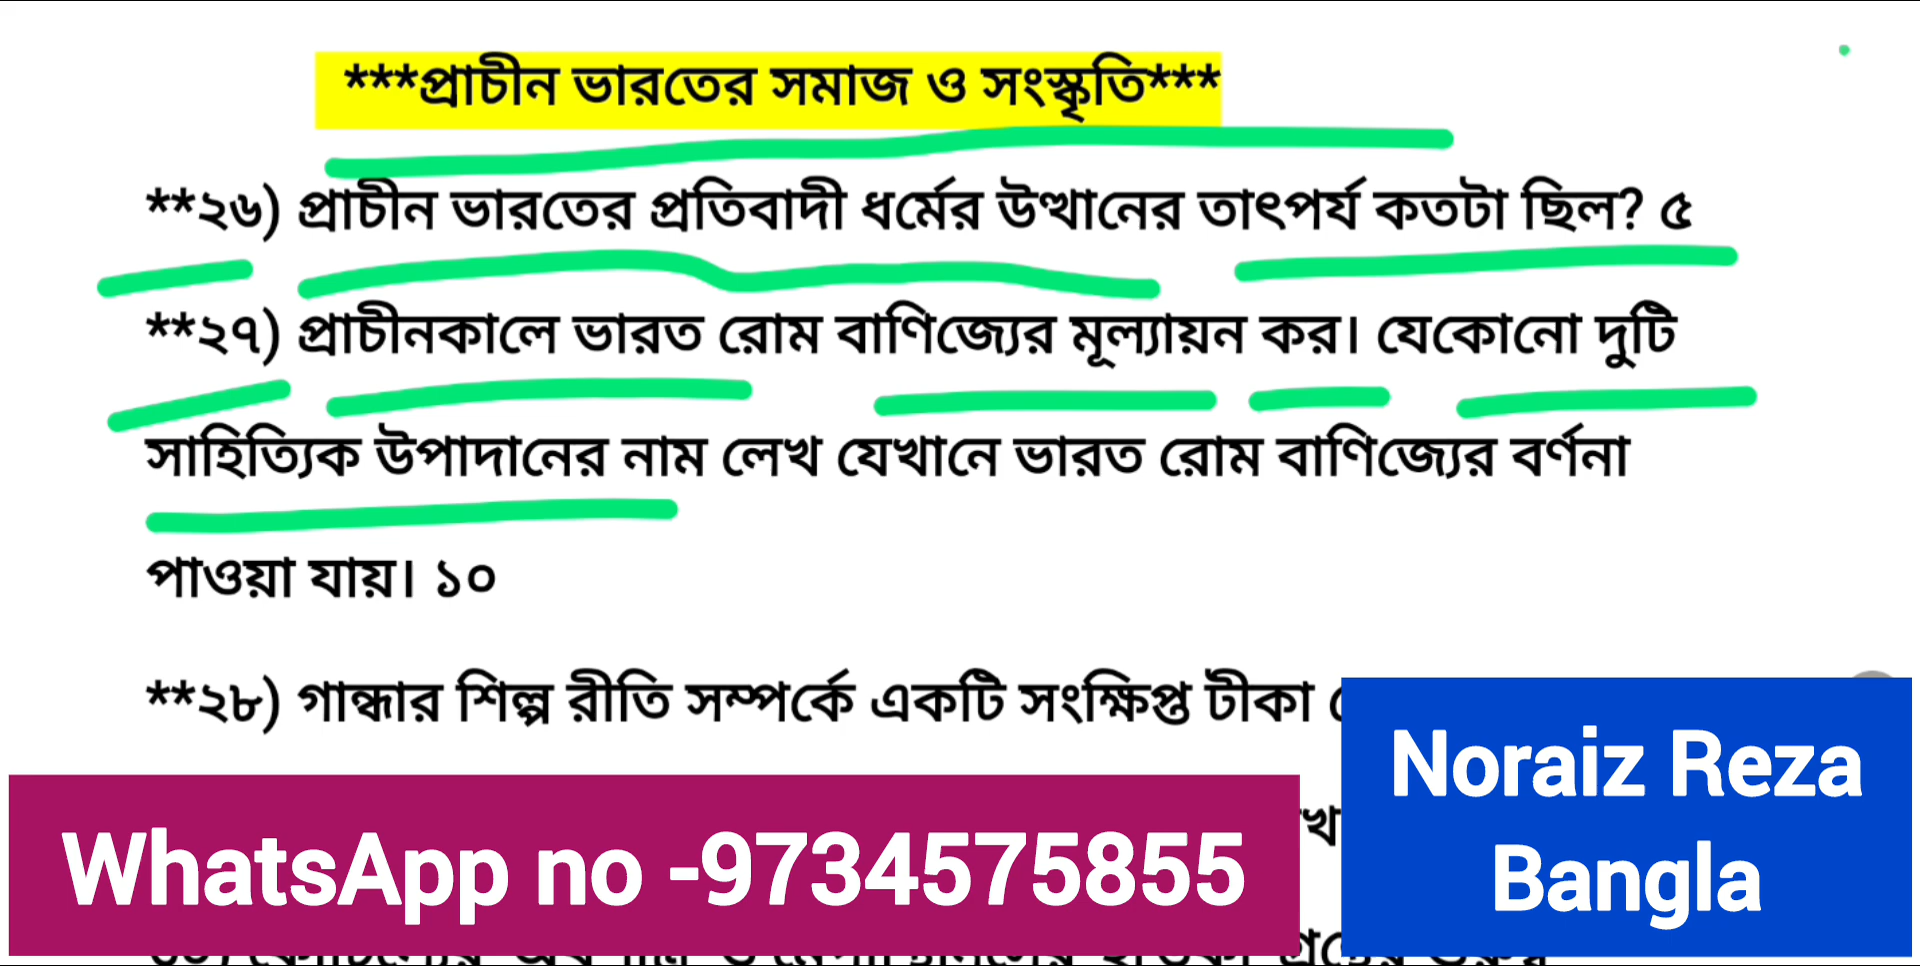 ***প্রাচীন ভারতের সমাজ ও সংস্কৃতি***
**২৬) প্রাচীন ভারতের প্রতিবাদী ধর্মের উত্থানের তাৎপর্য কতটা ছিল? ৫
**২৭) প্রাচীনকালে ভারত রোম বাণিজ্যের মূল্যায়ন কর। যেকোনো দুটি
সাহিত্যিক উপাদানের নাম লেখ যেখানে ভারত রোম বাণিজ্যের বর্ণনা
পাওয়া যায়। ১০
**২৮) গান্ধার শিল্প রীতি সম্পর্কে একটি সংক্ষিপ্ত টীকা
Noraiz Reza
Bangla
WhatsApp no -9734575855